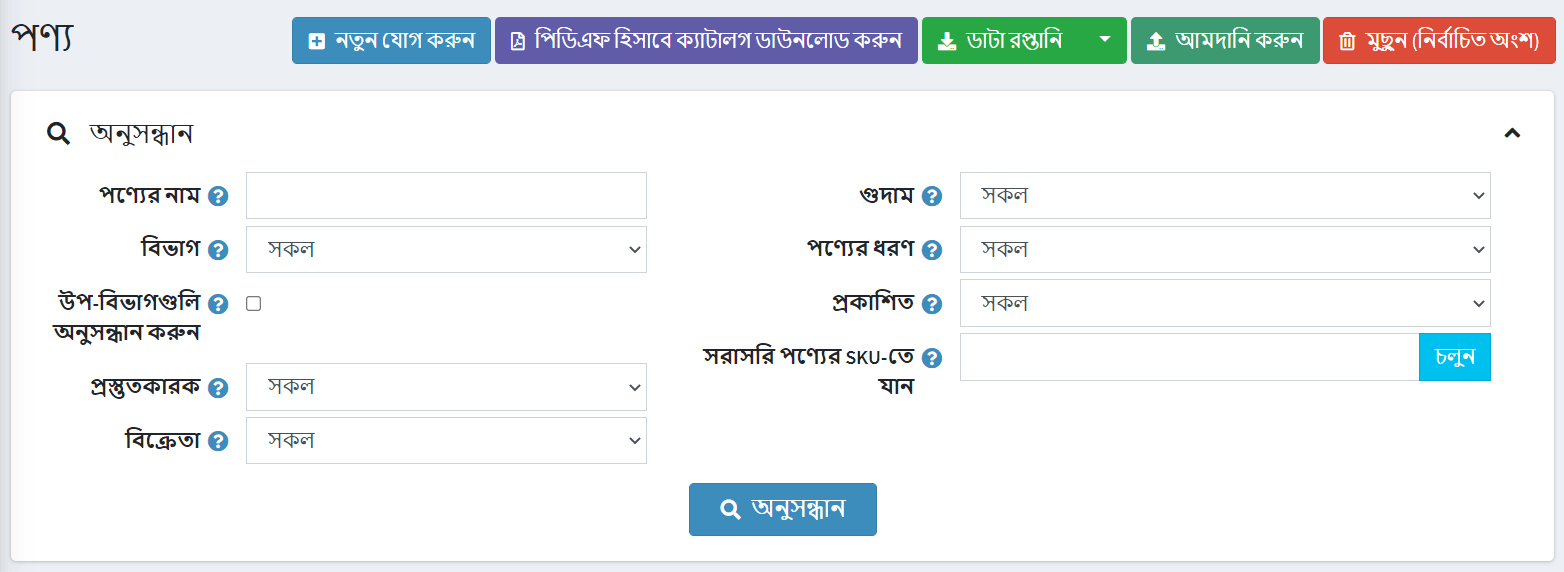 পণ্য
নতুন যোগ করুন
পিডিএফ হিসাবে ক্যাটালগ ডাউনলোড করুন
ডাটা রপ্তানি
আমদানি করুন
মুছুন (নির্বাচিত অংশ)
অনুসন্ধান
পণ্যের নাম
বিভাগ
সকল
উপ-বিভাগগুলি
অনুসন্ধান করুন
প্রস্তুতকারক
সকল
বিক্রেতা
সকল
গুদাম
সকল
পণ্যের ধরণ
সকল
প্রকাশিত
সকল
সরাসরি পণ্যের SKU-তে
যান
চলুন
অনুসন্ধান